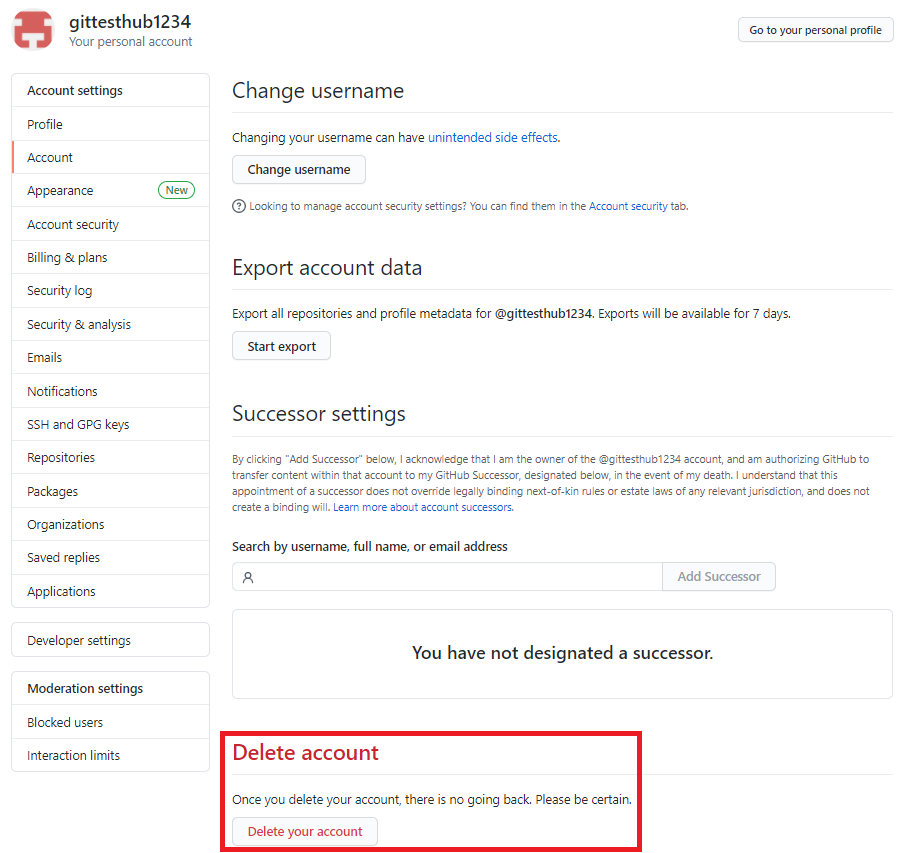 gittesthub1234
Your personal account
Go to your personal profile
Account settings
Profile
Account
Appearance New
Account security
Billing & plans
Security log
Security & analysis
Emails
Notifications
SSH and GPG keys
Repositories
Packages
Organizations
Saved replies
Applications
Developer settings
Moderation settings
Blocked users
Interaction limits
Change username
Changing your username can have unintended side effects.
Change username
Looking to manage account security settings? You can find them in the Account security tab.
Export account data
Export all repositories and profile metadata for @gittesthub1234. Exports will be available for 7 days.
Start export
Successor settings
By clicking "Add Successor" below, I acknowledge that I am the owner of the @gittesthub1234 account, and am authorizing GitHub to
transfer content within that account to my GitHub Successor, designated below, in the event of my death. I understand that this
appointment of a successor does not override legally binding next-of-kin rules or estate laws of any relevant jurisdiction, and does not
create a binding will. Learn more about account successors.
Search by username, full name, or email address
Add Successor
You have not designated a successor.
Delete account
Once you delete your account, there is no going back. Please be certain.
Delete your account